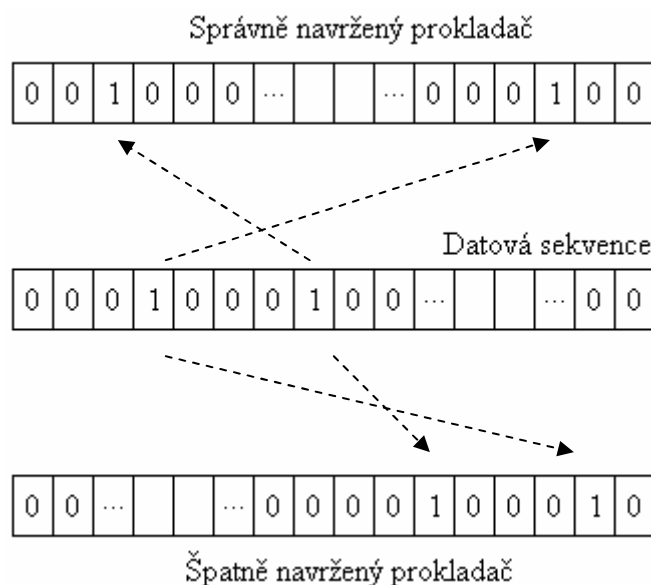 Správně navržený prokladač
0 0 1 0 0 0 ... ... 0 0 0 1 0 0
Datová sekvence
0 0 0 1 0 0 0 1 0 0 ... ... 0 0
0 0 ... ... 0 0 0 0 1 0 0 0 1 0
Špatně navržený prokladač